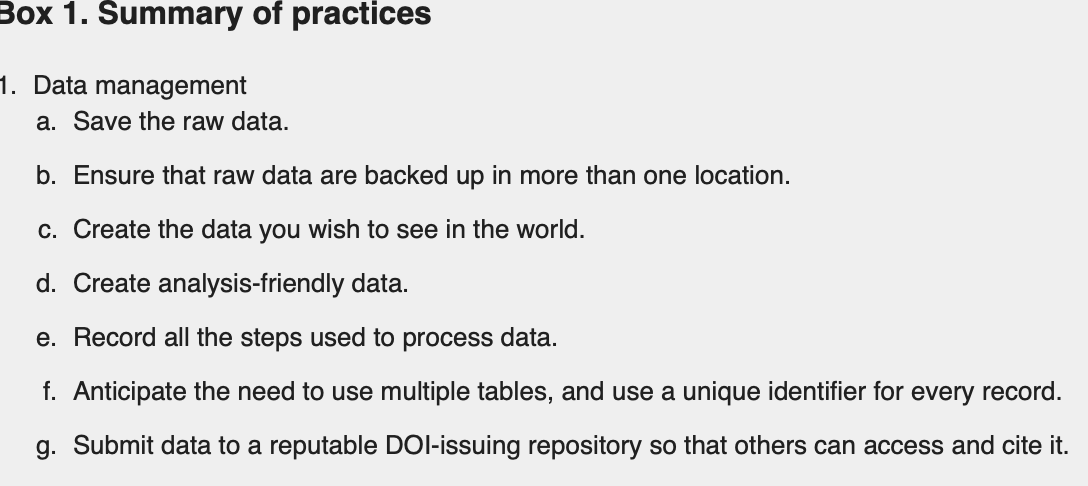 Box 1. Summary of practices
1. Data management
a. Save the raw data.
b. Ensure that raw data are backed up in more than one location.
c. Create the data you wish to see in the world.
d. Create analysis-friendly data.
e. Record all the steps used to process data.
f. Anticipate the need to use multiple tables, and use a unique identifier for every record.
g. Submit data to a reputable DOI-issuing repository so that others can access and cite it.